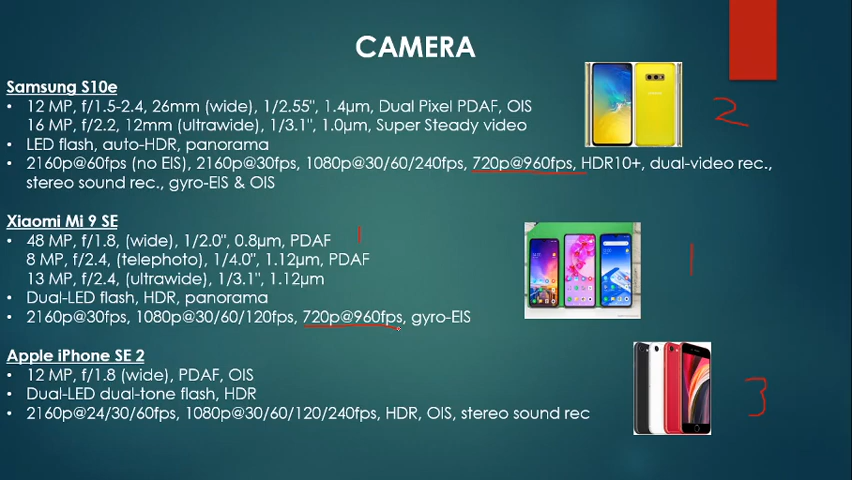 CAMERA
Samsung S10e
• 12 MP, f/1.5-2.4, 26mm (wide), 1/2.55", 1.4µm, Dual Pixel PDAF, OIS
16 MP, f/2.2, 12mm (ultrawide), 1/3.1", 1.0µm, Super Steady video
• LED flash, auto-HDR, panorama
• 2160p@60fps (no EIS), 2160p@30fps, 1080p@30/60/240fps, 720p@960fps, HDR10+, dual-video rec.,
stereo sound rec., gyro-EIS & OIS
2
Xiaomi Mi 9 SE
• 48 MP, f/1.8, (wide), 1/2.0", 0.8µm, PDAF
8 MP, f/2.4, (telephoto), 1/4.0", 1.12µm, PDAF
13 MP, f/2.4, (ultrawide), 1/3.1", 1.12µm
• Dual-LED flash, HDR, panorama
• 2160p@30fps, 1080p@30/60/120fps, 720p@960fps, gyro-EIS
1
Apple iPhone SE 2
• 12 MP, f/1.8 (wide), PDAF, OIS
• Dual-LED dual-tone flash, HDR
• 2160p@24/30/60fps, 1080p@30/60/120/240fps, HDR, OIS, stereo sound rec
3